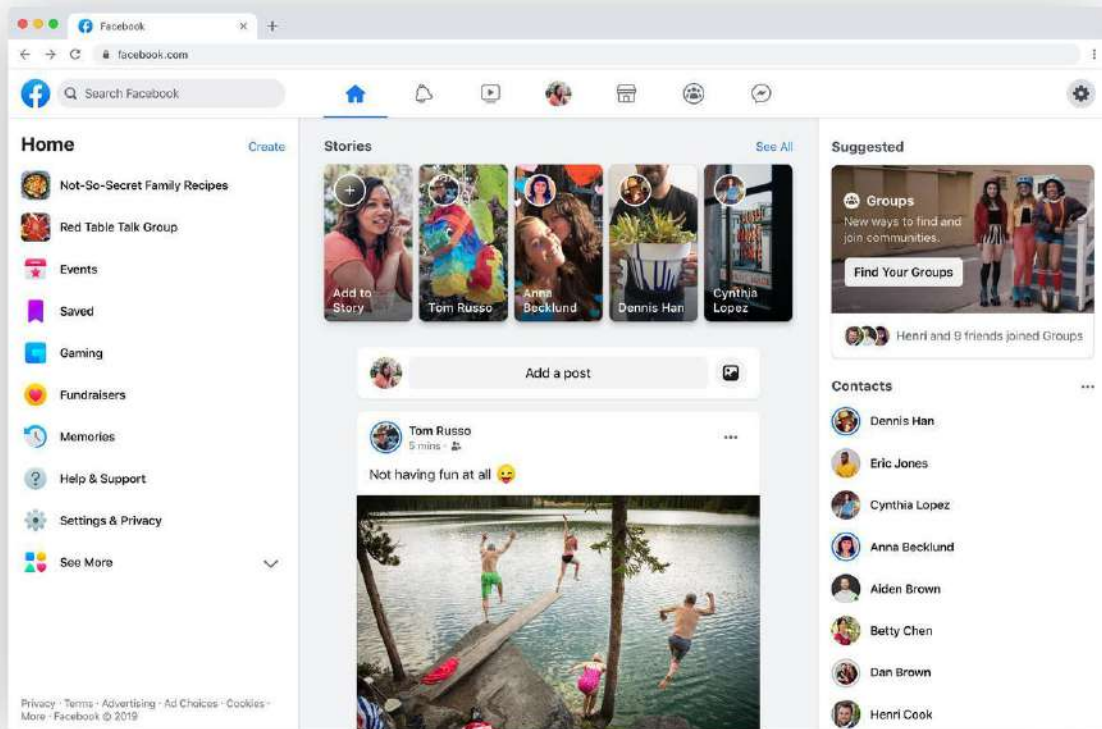 Facebook
facebook.com
Search Facebook
Home
Create
Not-So-Secret Family Recipes
Red Table Talk Group
Events
Saved
Gaming
Fundraisers
Memories
Help & Support
Settings & Privacy
See More
Privacy · Terms · Advertising · Ad Choices · Cookies ·
More · Facebook © 2019
Stories
See All
Add to
Story
Tom Russo
Anna
Becklund
Dennis Han
Cynthia
Lopez
Add a post
Tom Russo
5 mins ·
Not having fun at all 😜
Suggested
Groups
New ways to find and
join communities.
Find Your Groups
Henri and 9 friends joined Groups
Contacts
Dennis Han
Eric Jones
Cynthia Lopez
Anna Becklund
Aiden Brown
Betty Chen
Dan Brown
Henri Cook